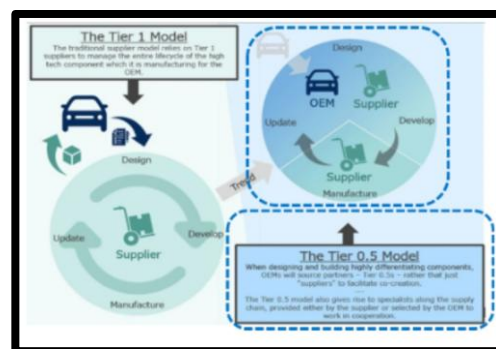 The Tier 1 Model
The traditional supplier model relies on Tier 1
suppliers to manage the entire lifecycle of the high
tech component which it is manufacturing for the
OEM.
Design
OEM
Supplier
Update
Develop
Supplier
Manufacture
Design
Trend
Update
Supplier
Develop
Manufacture
The Tier 0.5 Model
When designing and building highly differentiating components,
OEMs will source partners – Tier 0.5s – rather that just
"suppliers" to facilitate co-creation.
...
The Tier 0.5 model also gives rise to specialists along the supply
chain, provided either by the supplier or selected by the OEM to
work in cooperation.